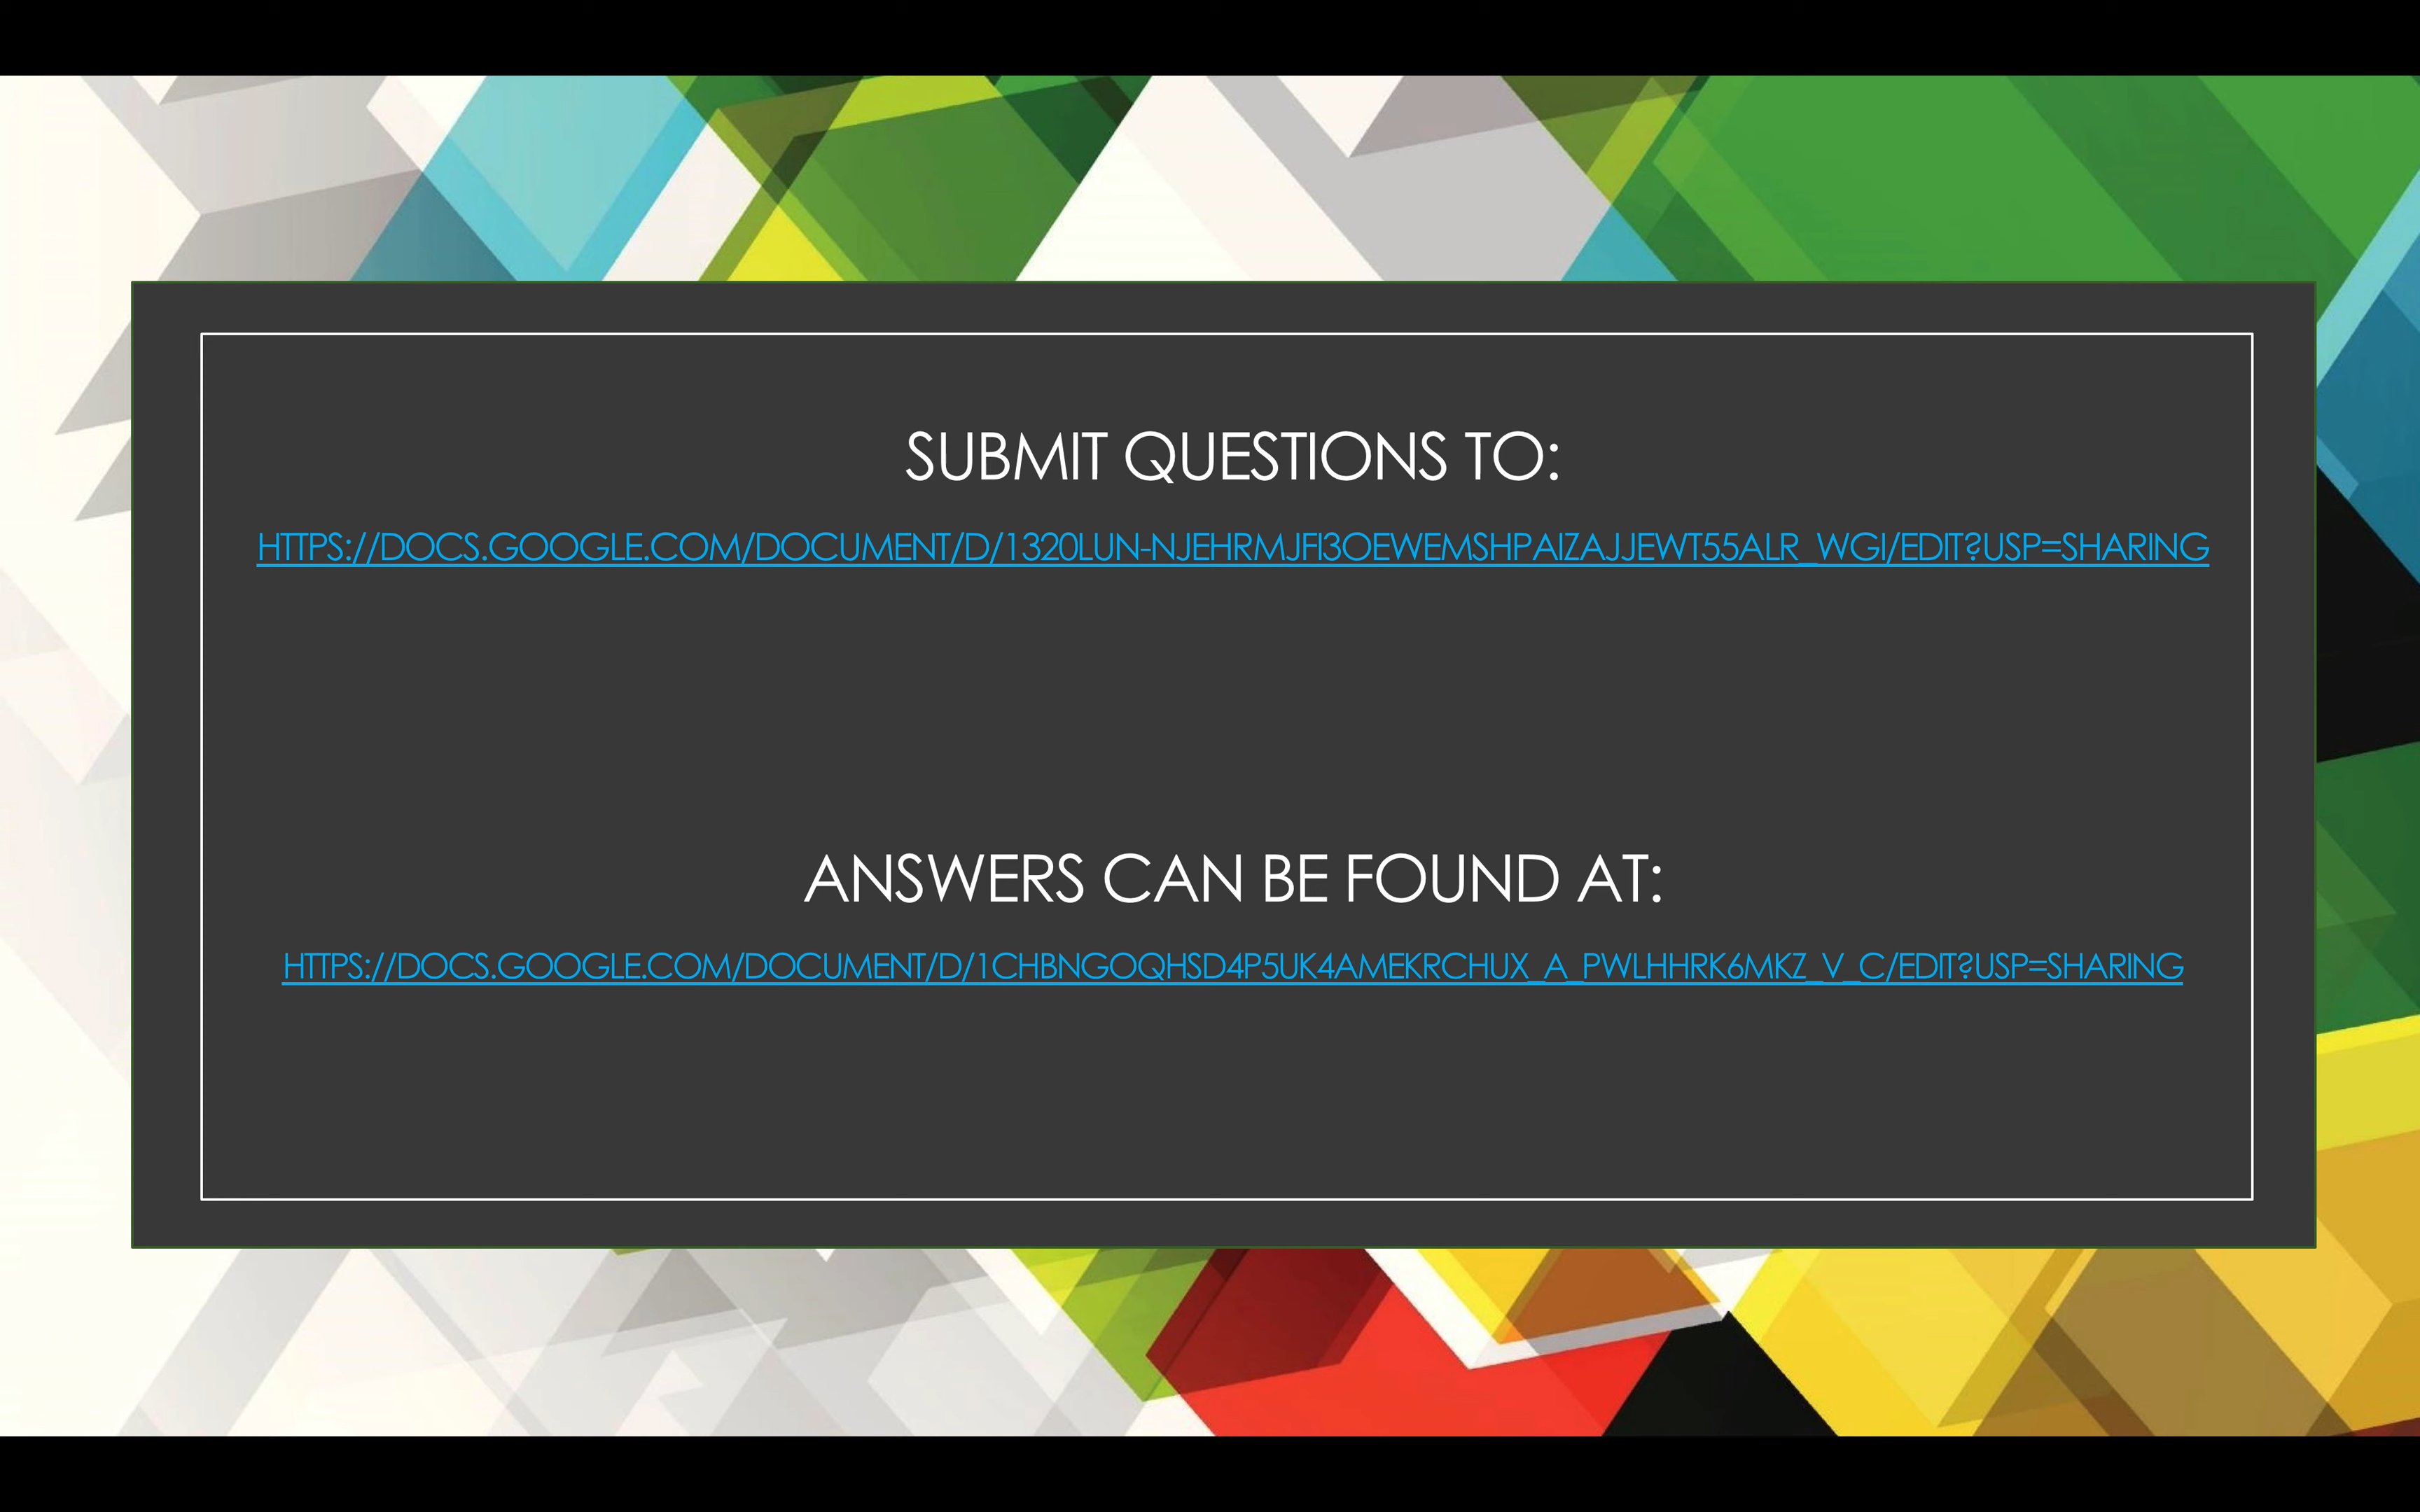 SUBMIT QUESTIONS TO:
HTTPS://DOCS.GOOGLE.COM/DOCUMENT/D/1320LUN-NJEHRMJFI3OEWEMSHPAIZAJJEWT55ALR_WGI/EDIT?USP=SHARING
ANSWERS CAN BE FOUND AT:
HTTPS://DOCS.GOOGLE.COM/DOCUMENT/D/1CHBNGOQHSD4P5UK4AMEKRCHUX_A_PWLHHRK6MKZ_V_C/EDIT?USP=SHARING